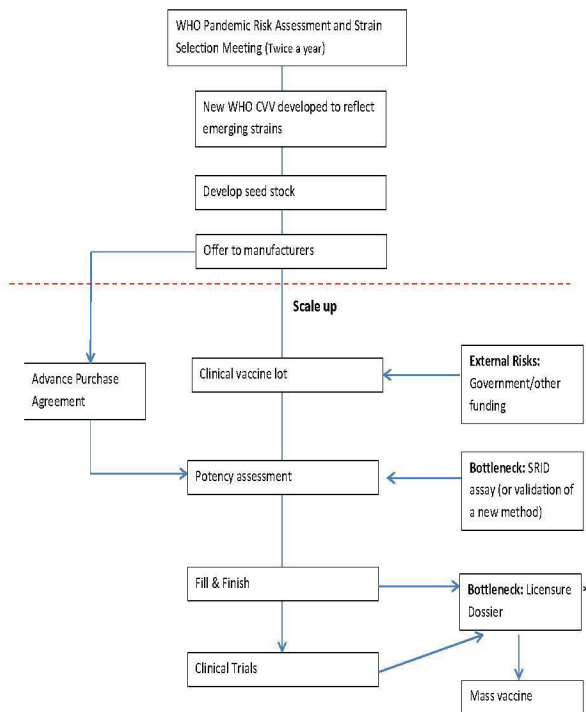 WHO Pandemic Risk Assessment and Strain
Selection Meeting (Twice a year)
New WHO CVV developed to reflect
emerging strains
Develop seed stock
Offer to manufacturers
Scale up
Advance Purchase
Agreement
Clinical vaccine lot
External Risks:
Government/other
funding
Potency assessment
Bottleneck: SRID
assay (or validation of
a new method)
Fill & Finish
Bottleneck: Licensure
Dossier
Clinical Trials
Mass vaccine